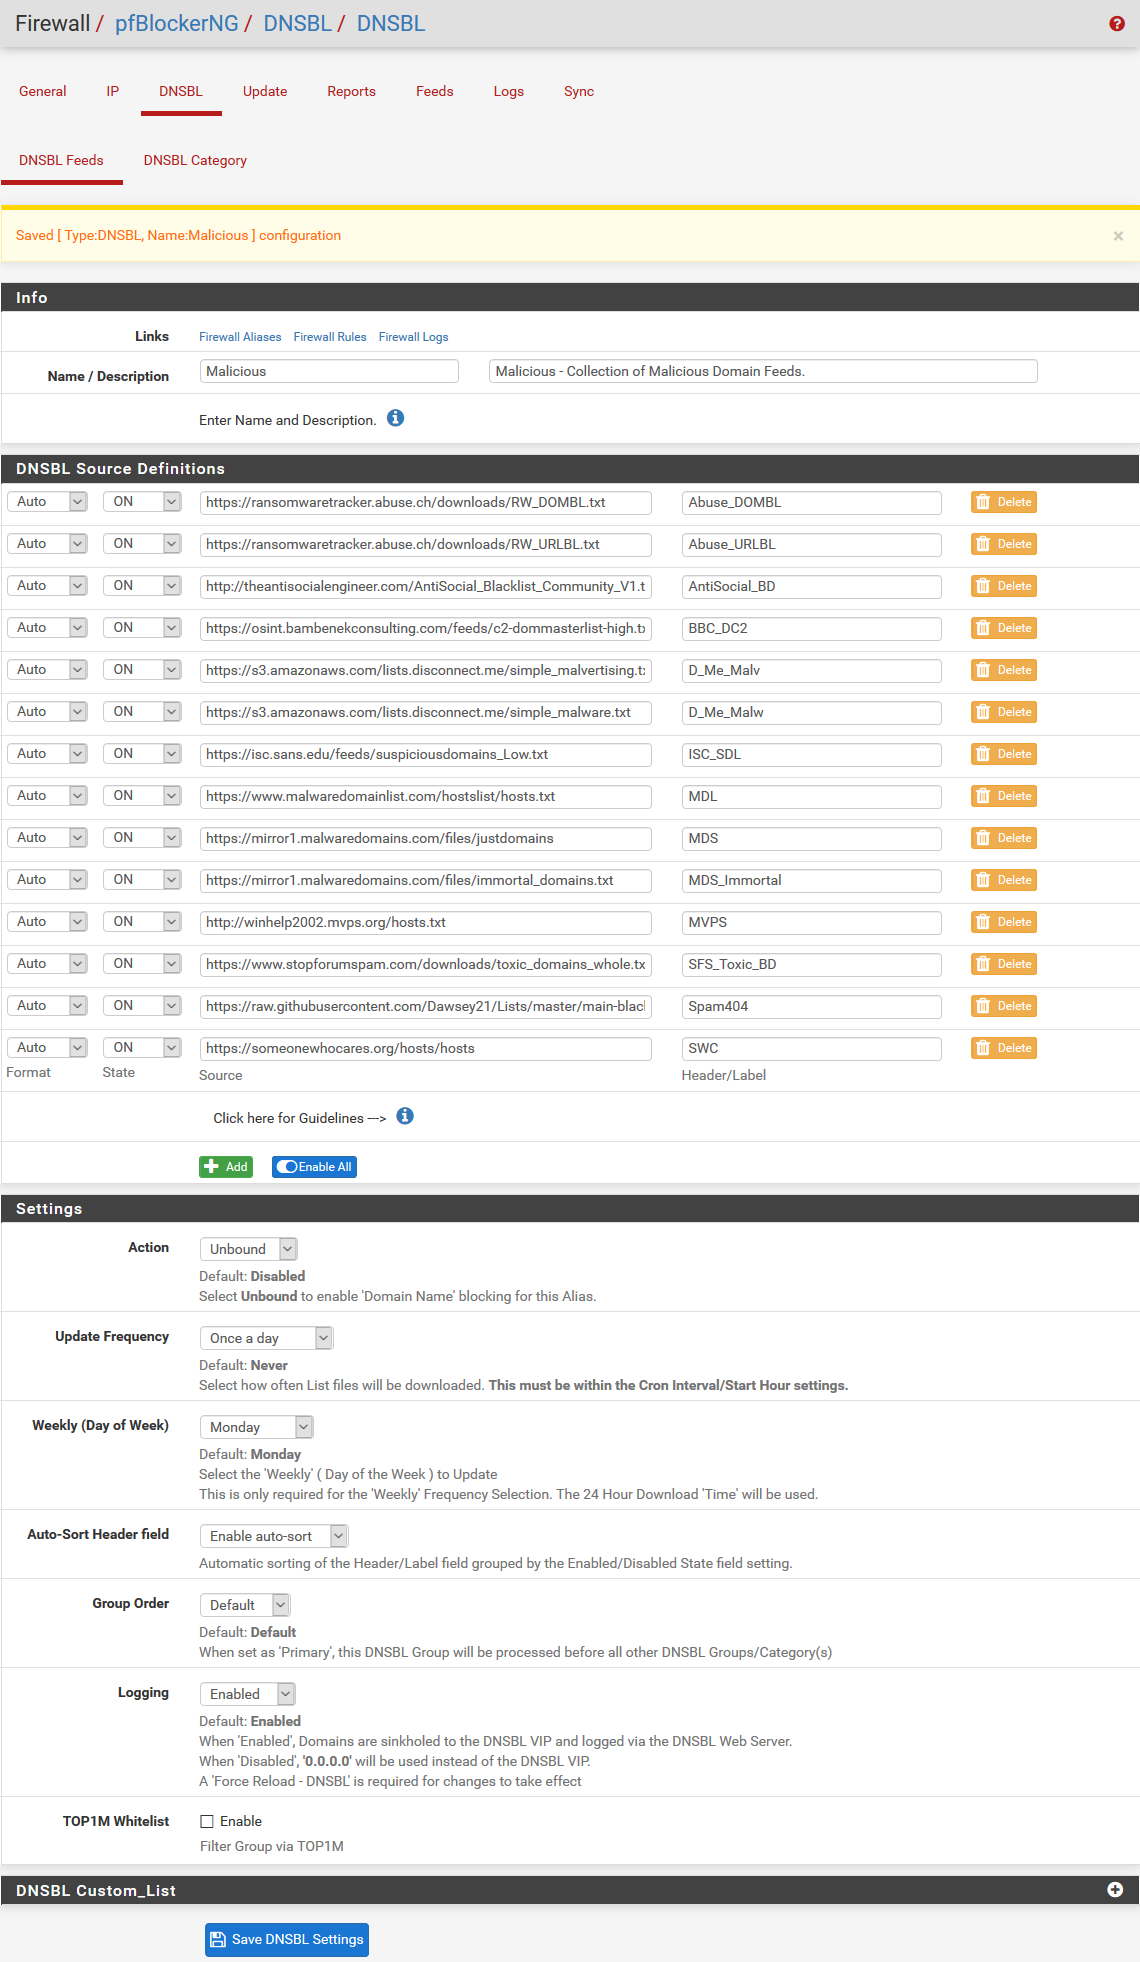 Firewall / pfBlockerNG / DNSBL / DNSBL
General IP DNSBL Update Reports Feeds Logs Sync
DNSBL Feeds DNSBL Category
Saved [ Type:DNSBL, Name:Malicious ] configuration ×
Info
Links Firewall Aliases Firewall Rules Firewall Logs
Name / Description Malicious Malicious - Collection of Malicious Domain Feeds.
Enter Name and Description.
DNSBL Source Definitions
Auto ON https://ransomwaretracker.abuse.ch/downloads/RW_DOMBL.txt Abuse_DOMBL Delete
Auto ON https://ransomwaretracker.abuse.ch/downloads/RW_URLBL.txt Abuse_URLBL Delete
Auto ON http://theantisocialengineer.com/AntiSocial_Blacklist_Community_V1.t AntiSocial_BD Delete
Auto ON https://osint.bambenekconsulting.com/feeds/c2-dommasterlist-high.tx BBC_DC2 Delete
Auto ON https://s3.amazonaws.com/lists.disconnect.me/simple_malvertising.tx D_Me_Malv Delete
Auto ON https://s3.amazonaws.com/lists.disconnect.me/simple_malware.txt D_Me_Malw Delete
Auto ON https://isc.sans.edu/feeds/suspiciousdomains_Low.txt ISC_SDL Delete
Auto ON https://www.malwaredomainlist.com/hostslist/hosts.txt MDL Delete
Auto ON https://mirror1.malwaredomains.com/files/justdomains MDS Delete
Auto ON https://mirror1.malwaredomains.com/files/immortal_domains.txt MDS_Immortal Delete
Auto ON http://winhelp2002.mvps.org/hosts.txt MVPS Delete
Auto ON https://www.stopforumspam.com/downloads/toxic_domains_whole.tx SFS_Toxic_BD Delete
Auto ON https://raw.githubusercontent.com/Dawsey21/Lists/master/main-blacl Spam404 Delete
Auto ON https://someonewhocares.org/hosts/hosts SWC Delete
Format State Source Header/Label
Click here for Guidelines --->
Add Enable All
Settings
Action Unbound
Default: Disabled
Select Unbound to enable 'Domain Name' blocking for this Alias.
Update Frequency Once a day
Default: Never
Select how often List files will be downloaded. This must be within the Cron Interval/Start Hour settings.
Weekly (Day of Week) Monday
Default: Monday
Select the 'Weekly' ( Day of the Week ) to Update
This is only required for the 'Weekly' Frequency Selection. The 24 Hour Download 'Time' will be used.
Auto-Sort Header field Enable auto-sort
Automatic sorting of the Header/Label field grouped by the Enabled/Disabled State field setting.
Group Order Default
Default: Default
When set as 'Primary', this DNSBL Group will be processed before all other DNSBL Groups/Category(s)
Logging Enabled
Default: Enabled
When 'Enabled', Domains are sinkholed to the DNSBL VIP and logged via the DNSBL Web Server.
When 'Disabled', '0.0.0.0' will be used instead of the DNSBL VIP.
A 'Force Reload - DNSBL' is required for changes to take effect
TOP1M Whitelist Enable
Filter Group via TOP1M
DNSBL Custom_List
Save DNSBL Settings